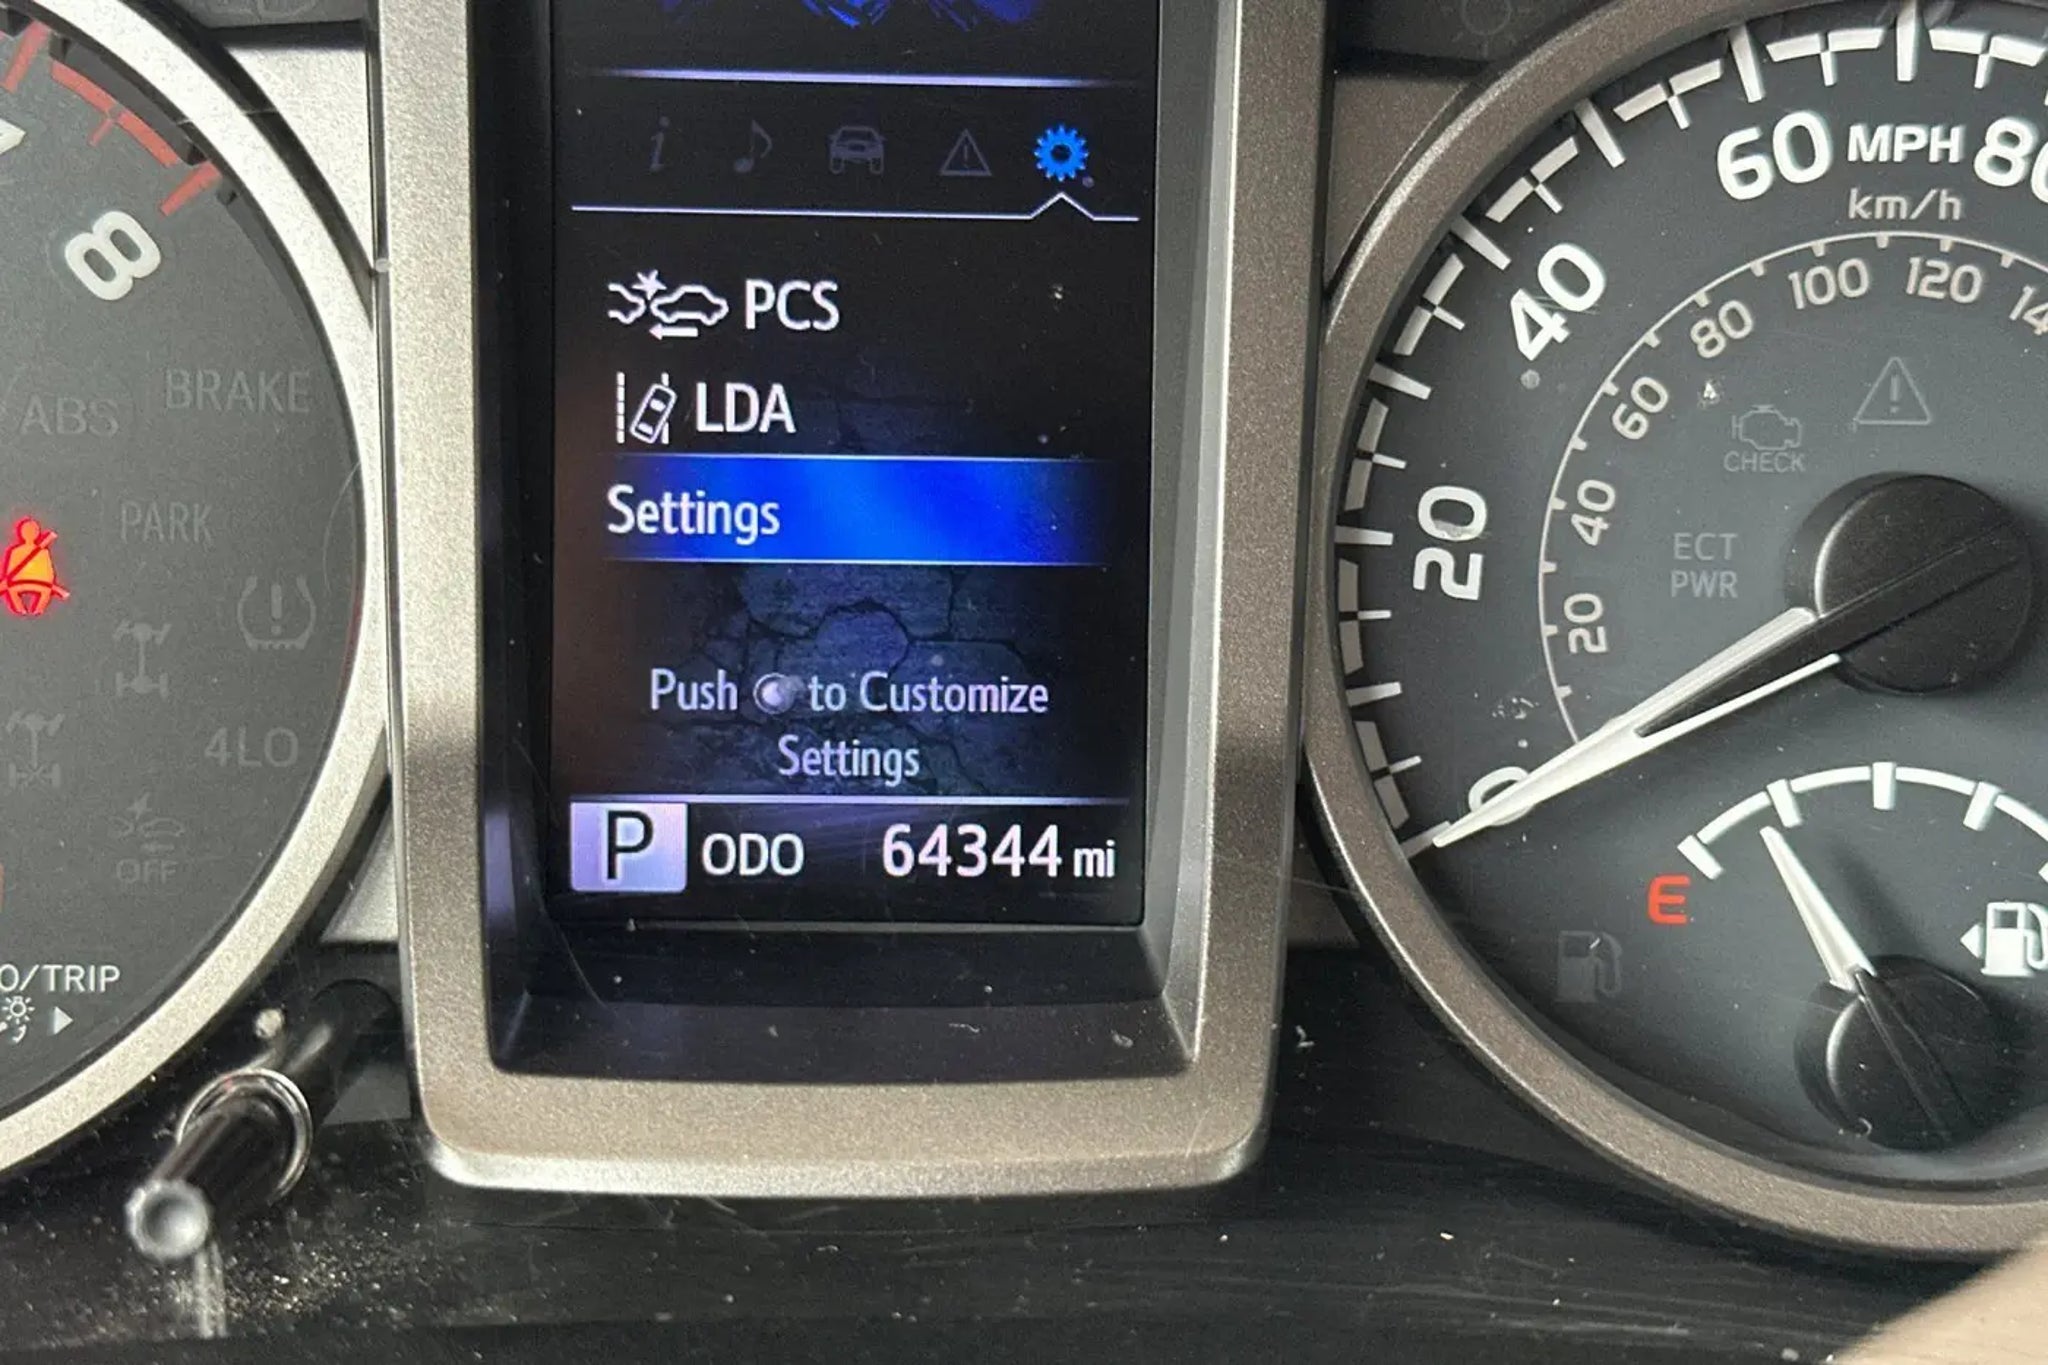 8
BRAKE
ABS
PARK
4LO
OFF
O/TRIP
i
PCS
LDA
Settings
Push to Customize
Settings
P ODO 64344 mi
60 MPH 80
km/h
40
20
0
20
40
60
80
100
120
CHECK
ECT
PWR
E